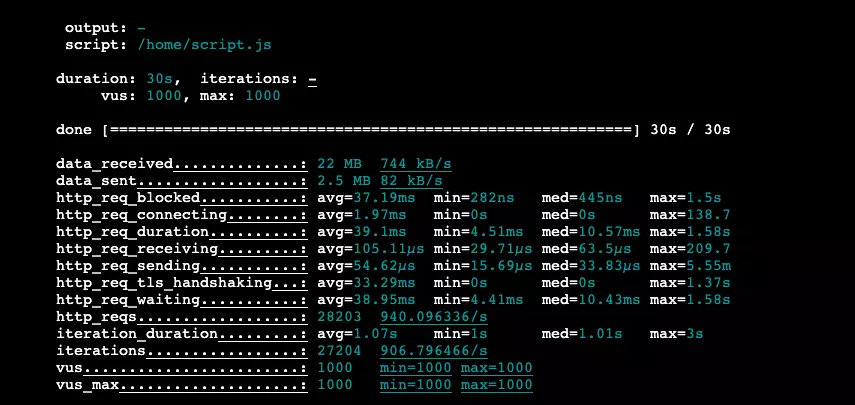 output: -
script: /home/script.js
duration: 30s, iterations: -
vus: 1000, max: 1000
done [==========================================================] 30s / 30s
data_received..............: 22 MB 744 kB/s
data_sent..................: 2.5 MB 82 kB/s
http_req_blocked...........: avg=37.19ms min=282ns med=445ns max=1.5s
http_req_connecting........: avg=1.97ms min=0s med=0s max=138.7
http_req_duration..........: avg=39.1ms min=4.51ms med=10.57ms max=1.58s
http_req_receiving.........: avg=105.11µs min=29.71µs med=63.5µs max=209.7
http_req_sending...........: avg=54.62µs min=15.69µs med=33.83µs max=5.55m
http_req_tls_handshaking...: avg=33.29ms min=0s med=0s max=1.37s
http_req_waiting...........: avg=38.95ms min=4.41ms med=10.43ms max=1.58s
http_reqs..................: 28203 940.096336/s
iteration_duration.........: avg=1.07s min=1s med=1.01s max=3s
iterations.................: 27204 906.796466/s
vus........................: 1000 min=1000 max=1000
vus_max....................: 1000 min=1000 max=1000